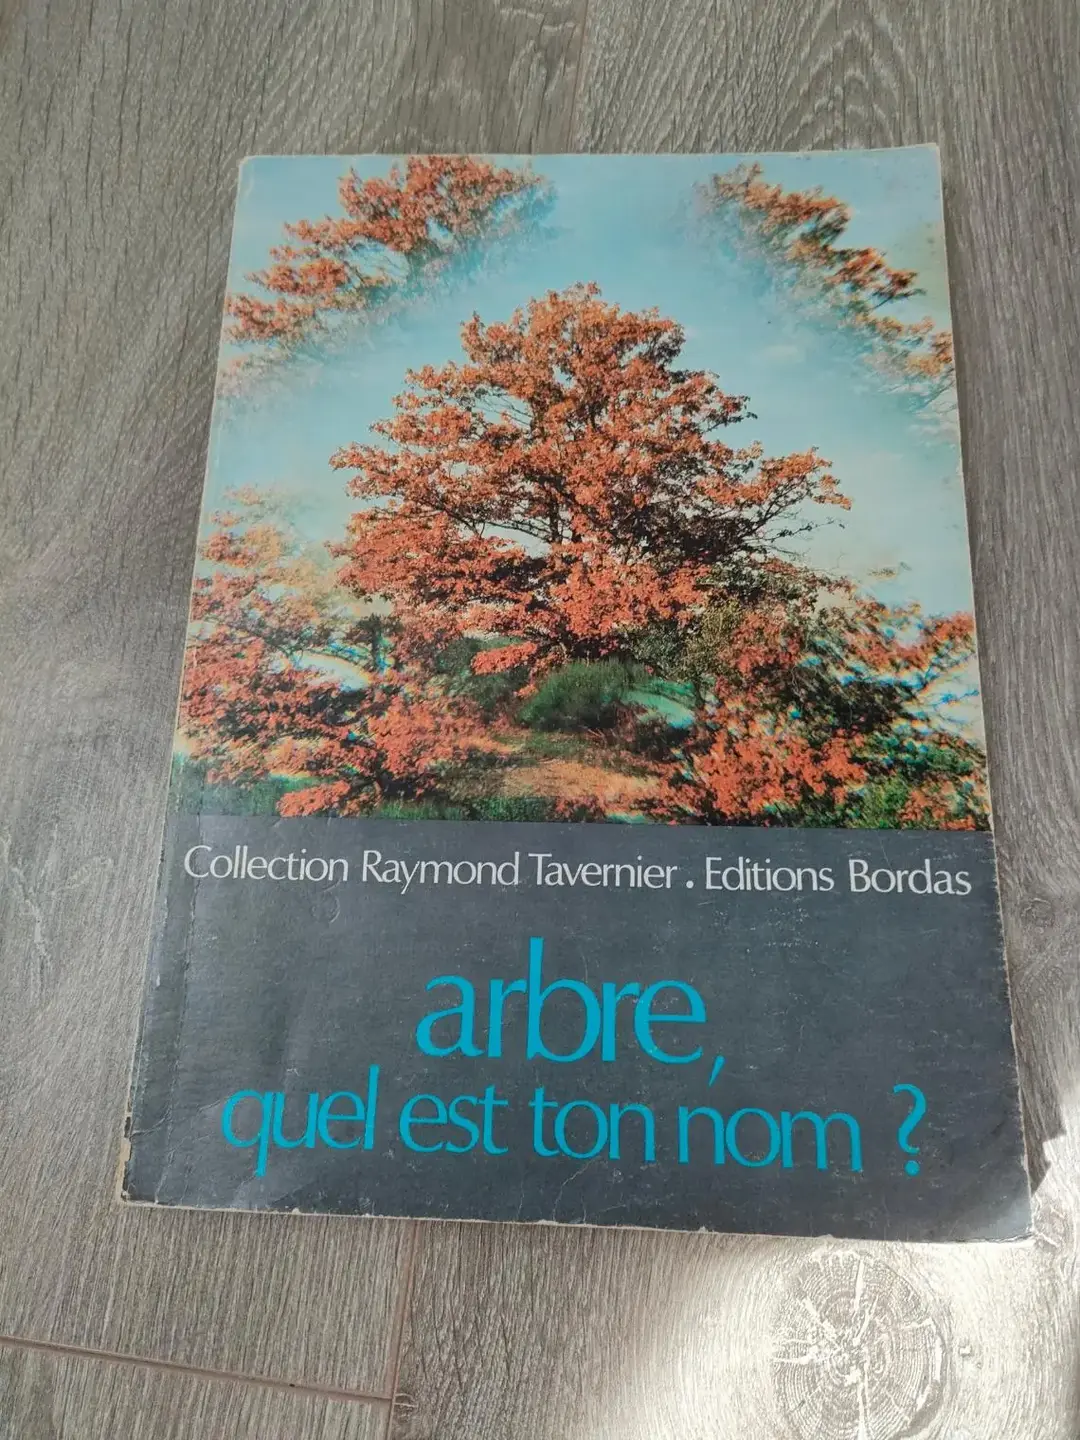 Collection Raymond Tavernier . Editions Bordas
arbre,
quel est ton nom ?